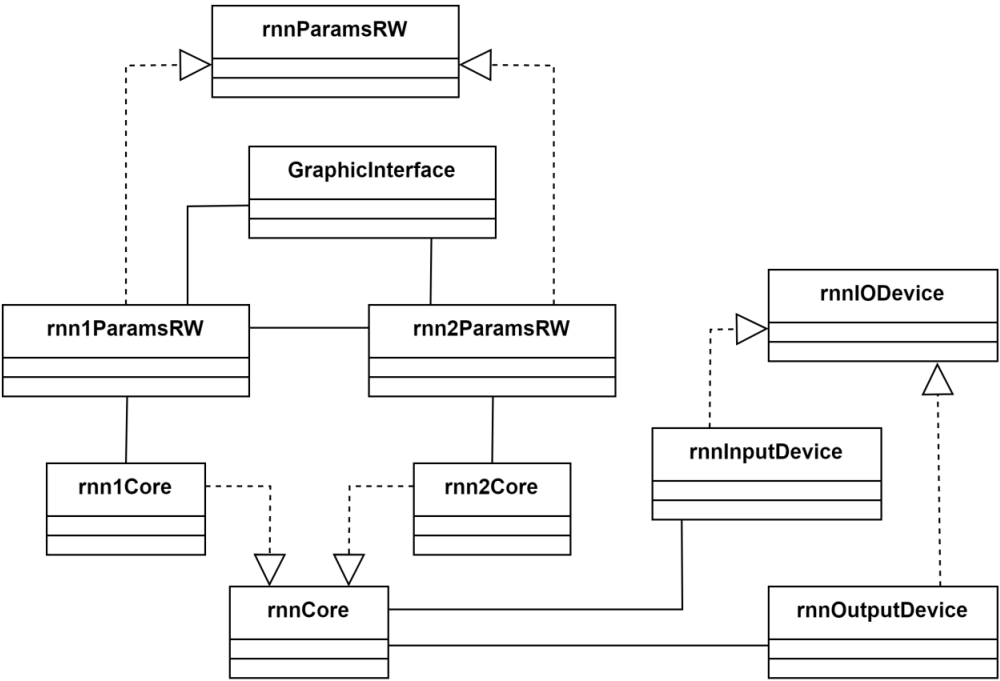 rnnParamsRW
GraphicInterface
rnnIODevice
rnn1ParamsRW
rnn2ParamsRW
rnnInputDevice
rnn1Core
rnn2Core
rnnCore
rnnOutputDevice